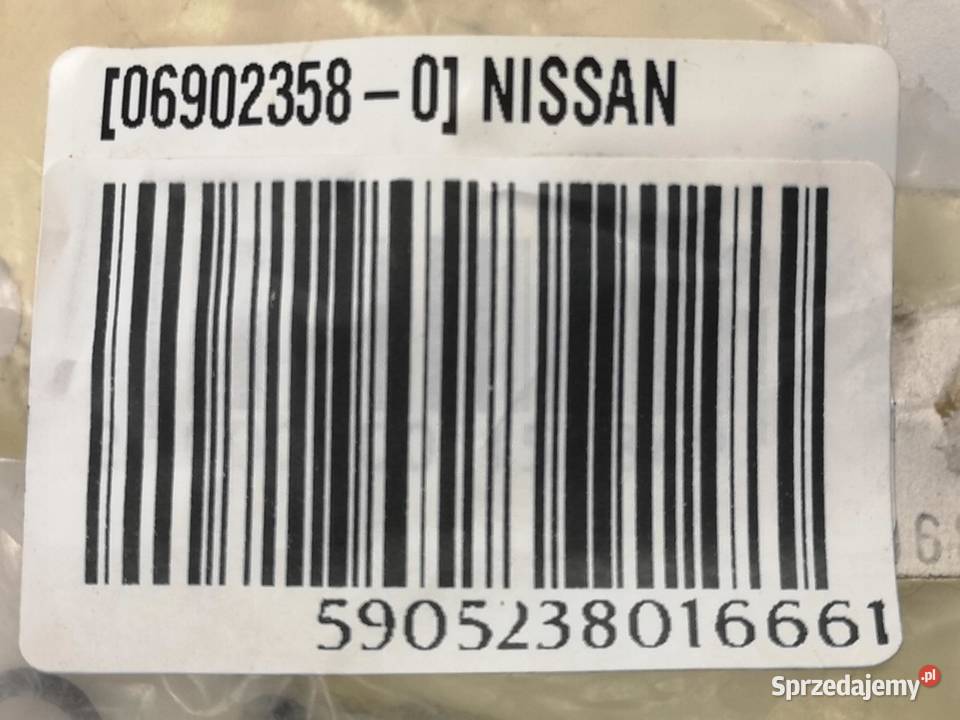 [06902358-0] NISSAN
5905238016661
Sprzedajemy.pl